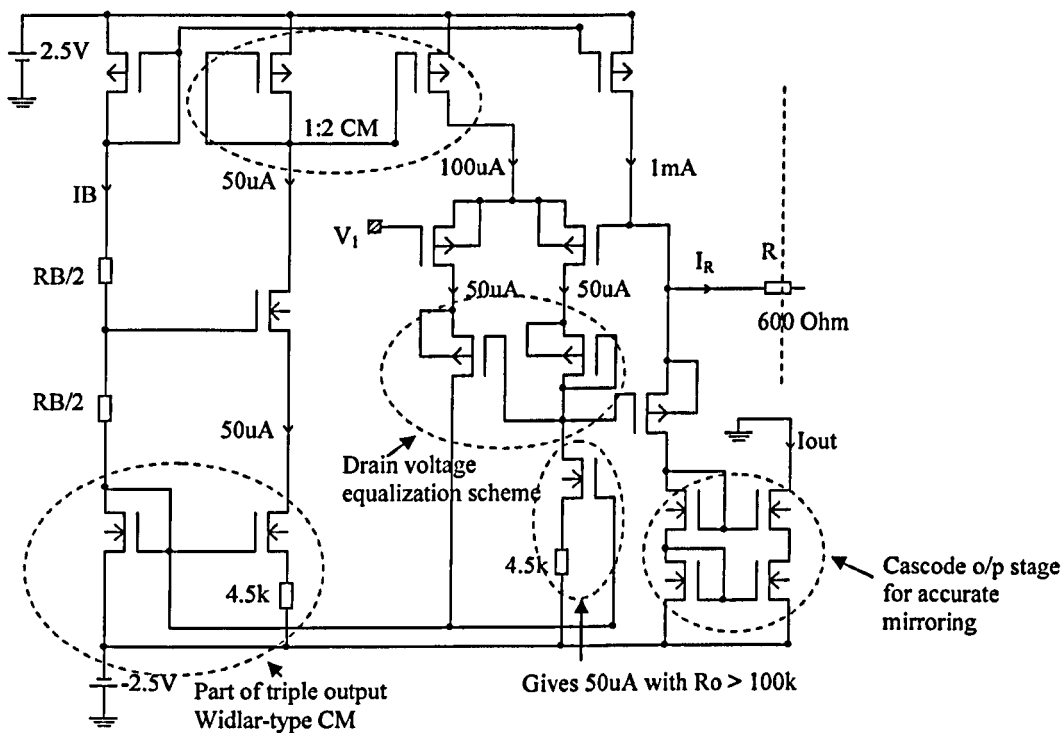 2.5V
1:2 CM
100uA
1mA
50uA
IB
V1
IR
R
RB/2
50uA
50uA
600 Ohm
RB/2
50uA
Iout
Drain voltage
equalization scheme
4.5k
4.5k
Cascode o/p stage
for accurate
mirroring
-2.5V
Part of triple output
Widlar-type CM
Gives 50uA with Ro > 100k